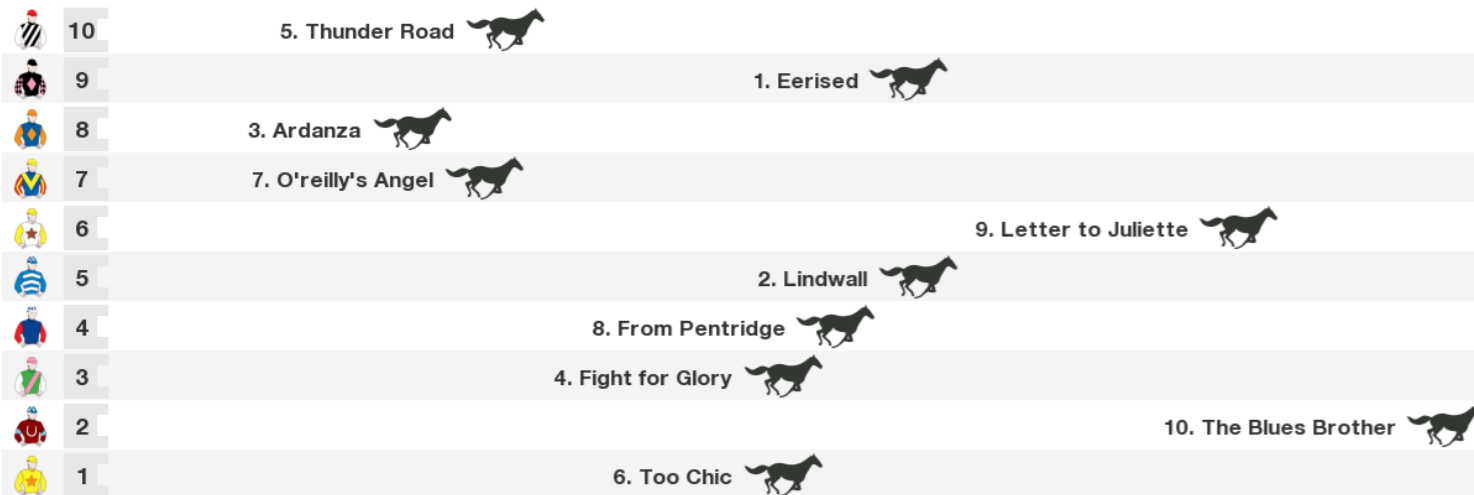 10 5. Thunder Road
9 1. Eerised
8 3. Ardanza
7 7. O'reilly's Angel
6 9. Letter to Juliette
5 2. Lindwall
4 8. From Pentridge
3 4. Fight for Glory
2 10. The Blues Brother
1 6. Too Chic